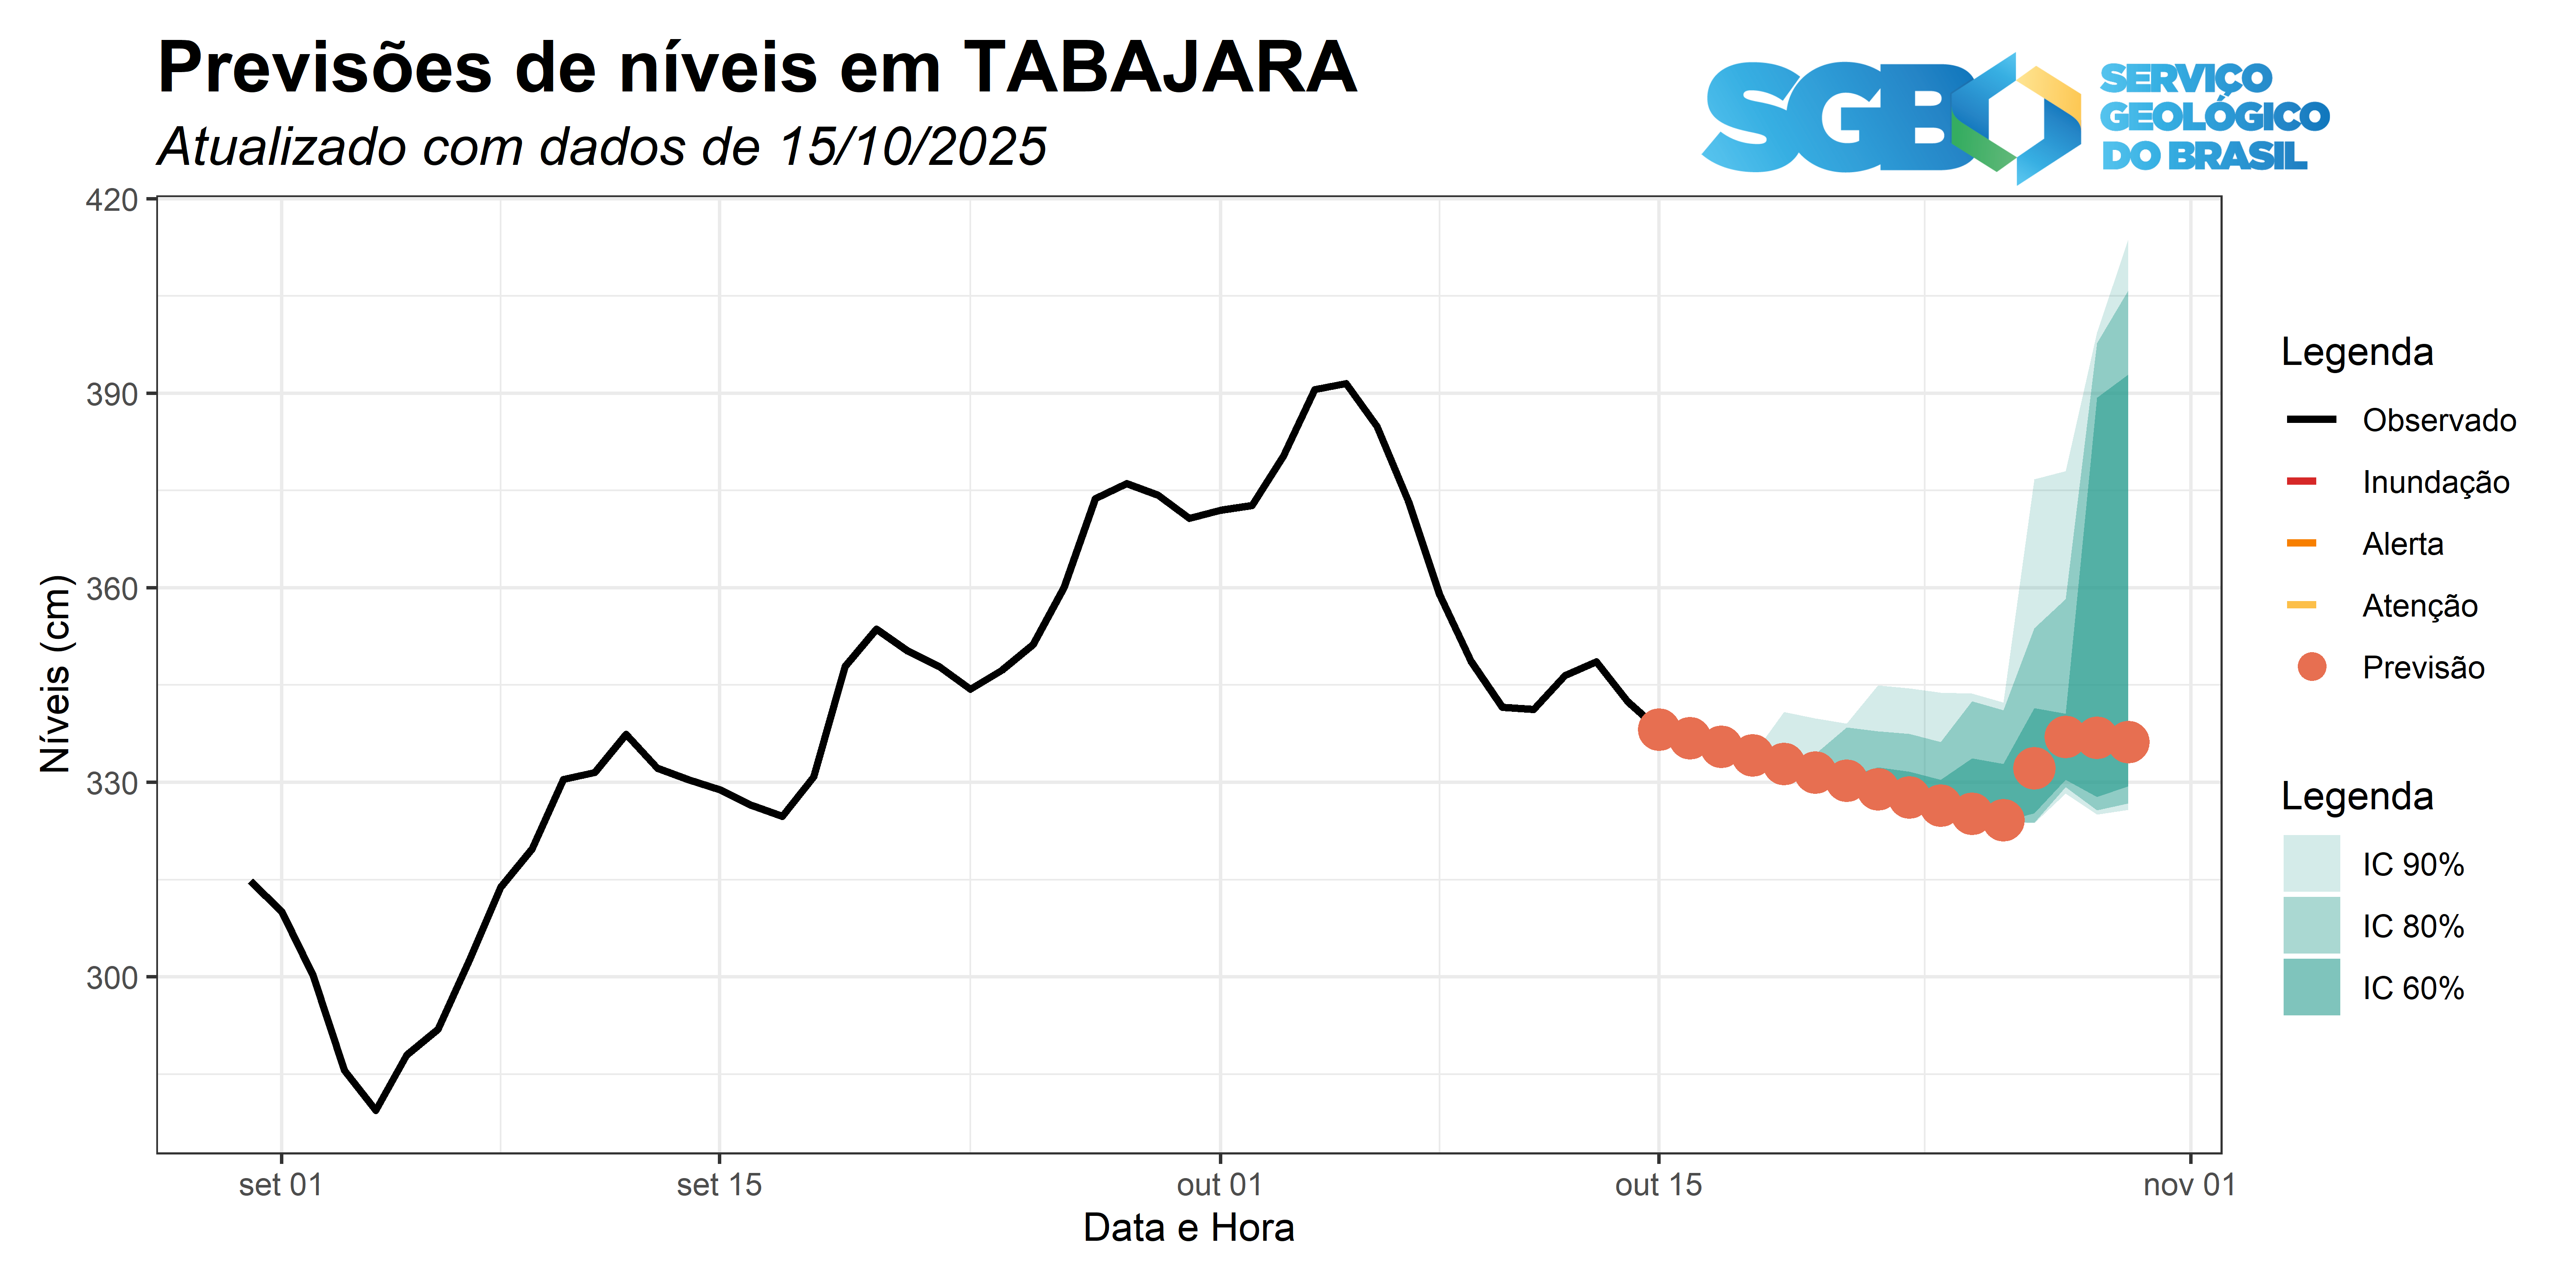 Previsões de níveis em TABAJARA
Atualizado com dados de 15/10/2025
SGB
SERVIÇO
GEOLÓGICO
DO BRASIL
420
390
360
330
300
Níveis (cm)
set 01
set 15
out 01
out 15
nov 01
Data e Hora
Legenda
Observado
Inundação
Alerta
Atenção
Previsão
Legenda
IC 90%
IC 80%
IC 60%